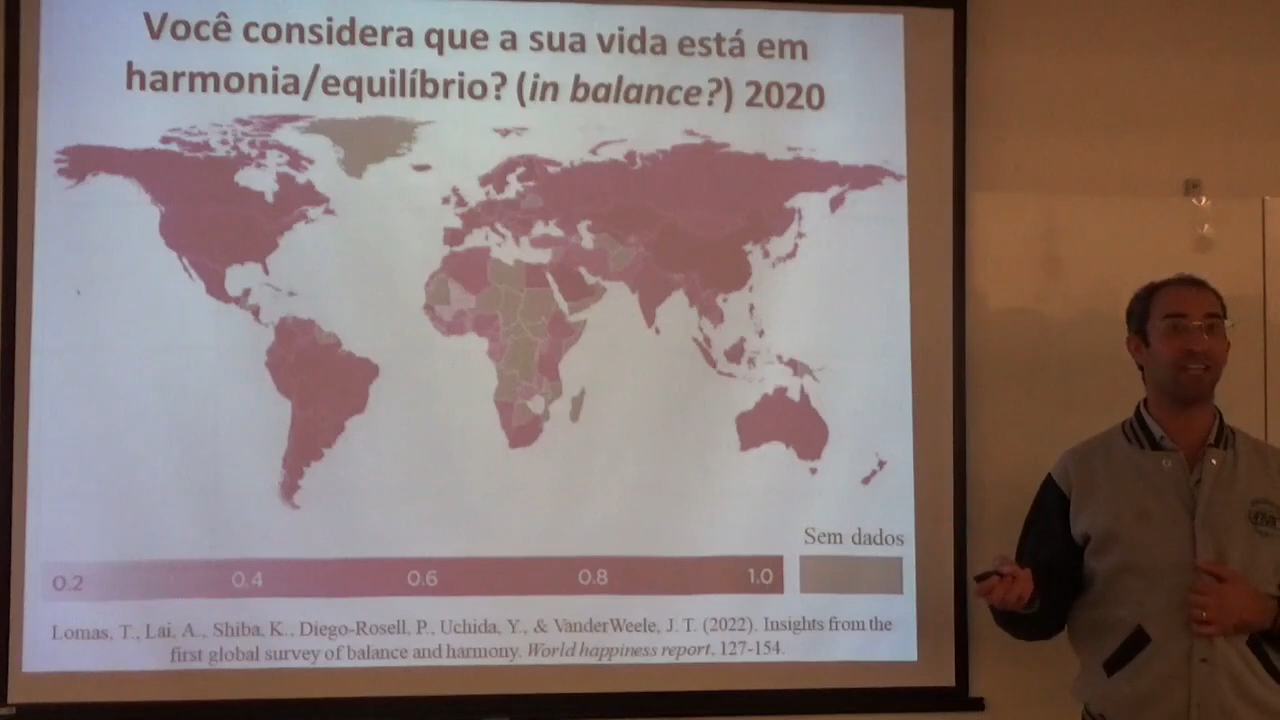 Você considera que a sua vida está em
harmonia/equilíbrio? (in balance?) 2020
Sem dados
0.2 0.4 0.6 0.8 1.0
Lomas, T., Lai, A., Shiba, K., Diego-Rosell, P., Uchida, Y., & VanderWeele, J. T. (2022). Insights from the
first global survey of balance and harmony. World happiness report, 127-154.